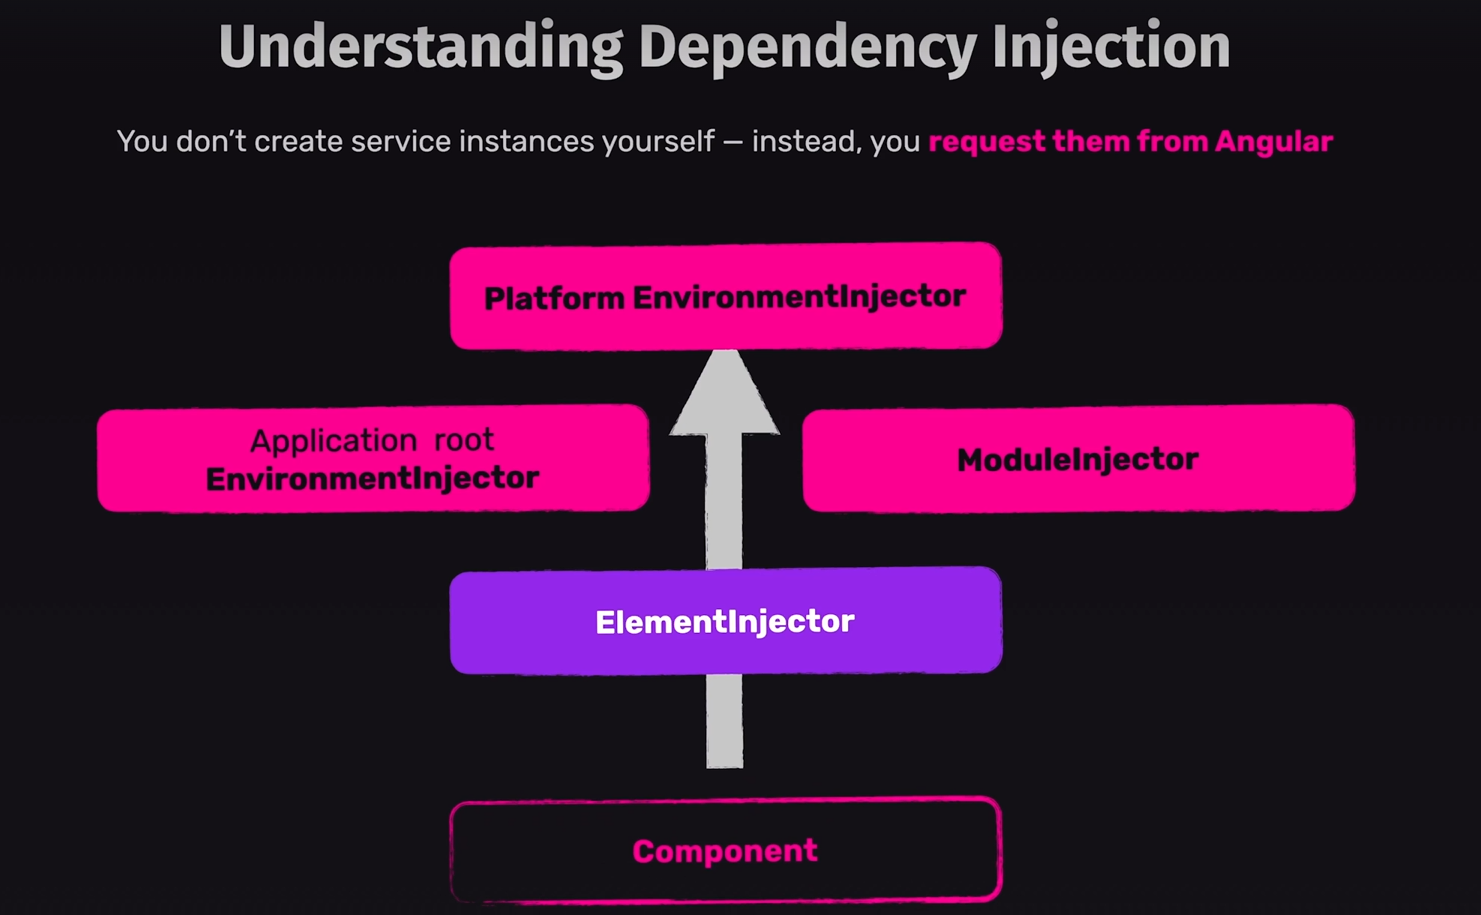 Understanding Dependency Injection
You don’t create service instances yourself – instead, you request them from Angular
Platform EnvironmentInjector
Application root
EnvironmentInjector
ModuleInjector
ElementInjector
Component